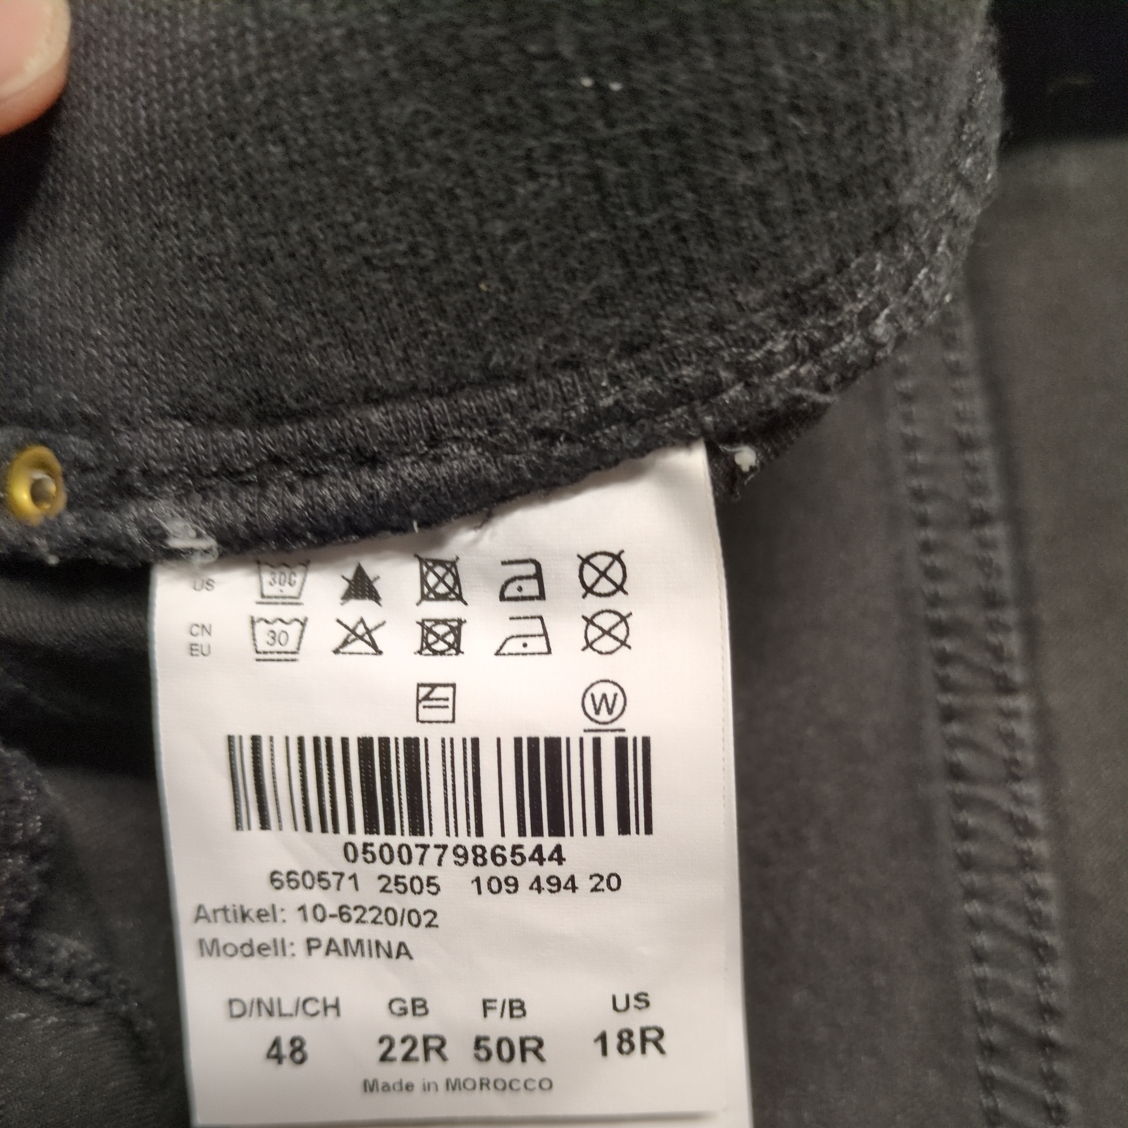 US 30C
CN
EU 30
W
050077986544
660571 2505 109 494 20
Artikel: 10-6220/02
Modell: PAMINA
D/NL/CH GB F/B US
48 22R 50R 18R
Made in MOROCCO